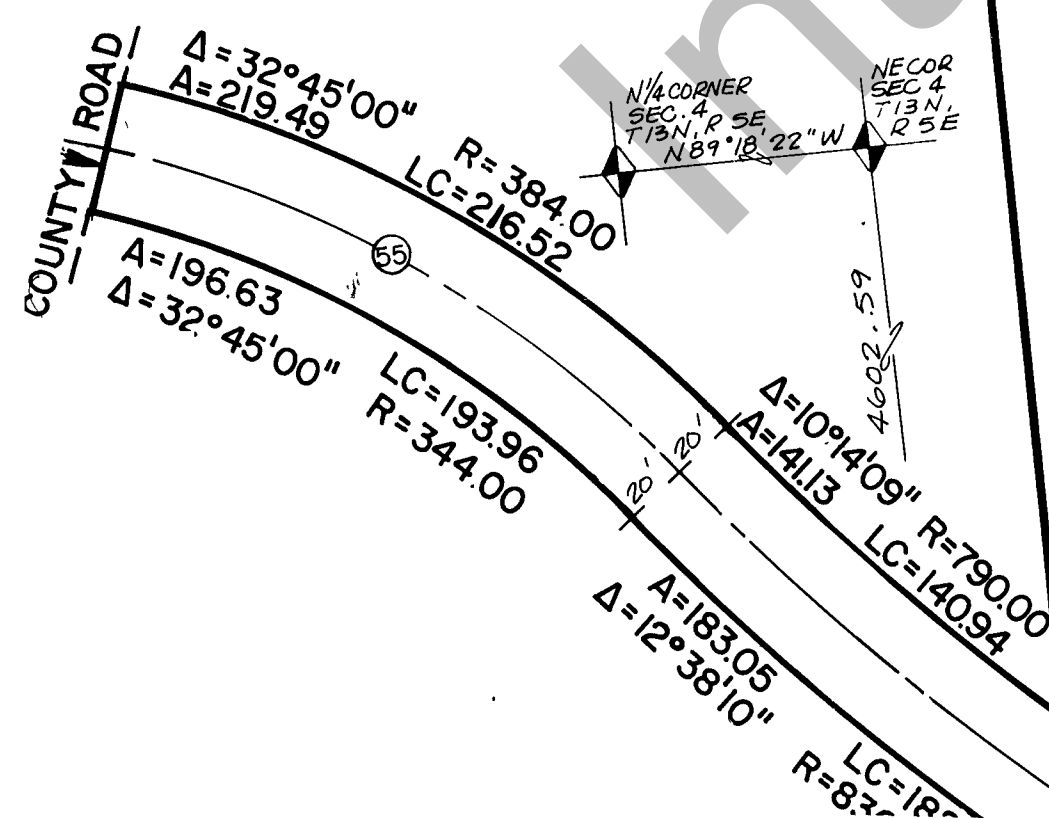 COUNTY ROAD
Δ=32°45'00"
A=219.49
R=384.00
LC=216.52
N1/4 CORNER
SEC. 4
T13N, R 5E
N89°18'22"W
NE COR
SEC 4
T13N,
R 5E
4602.59
55
A=196.63
Δ=32°45'00"
LC=193.96
R=344.00
20'
20'
Δ=10°14'09"
A=141.13
R=790.00
LC=140.94
A=183.05
Δ=12°38'10"